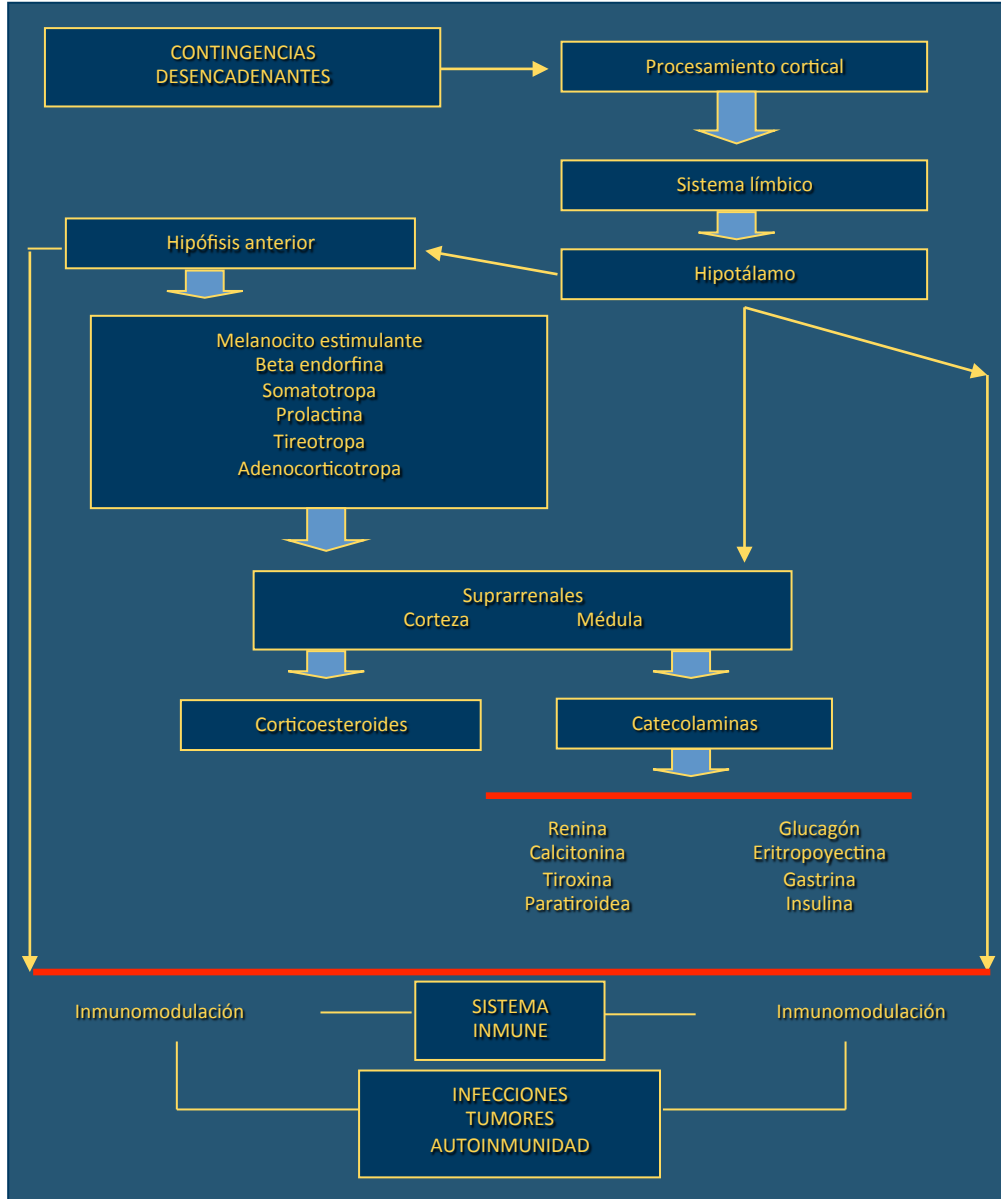 CONTINGENCIAS
DESENCADENANTES
Procesamiento cortical
Sistema límbico
Hipófisis anterior
Hipotálamo
Melanocito estimulante
Beta endorfina
Somatotropa
Prolactina
Tireotropa
Adenocorticotropa
Suprarrenales
Corteza Médula
Corticoesteroides
Catecolaminas
Renina
Calcitonina
Tiroxina
Paratiroidea
Glucagón
Eritropoyectina
Gastrina
Insulina
Inmunomodulación
SISTEMA
INMUNE
Inmunomodulación
INFECCIONES
TUMORES
AUTOINMUNIDAD